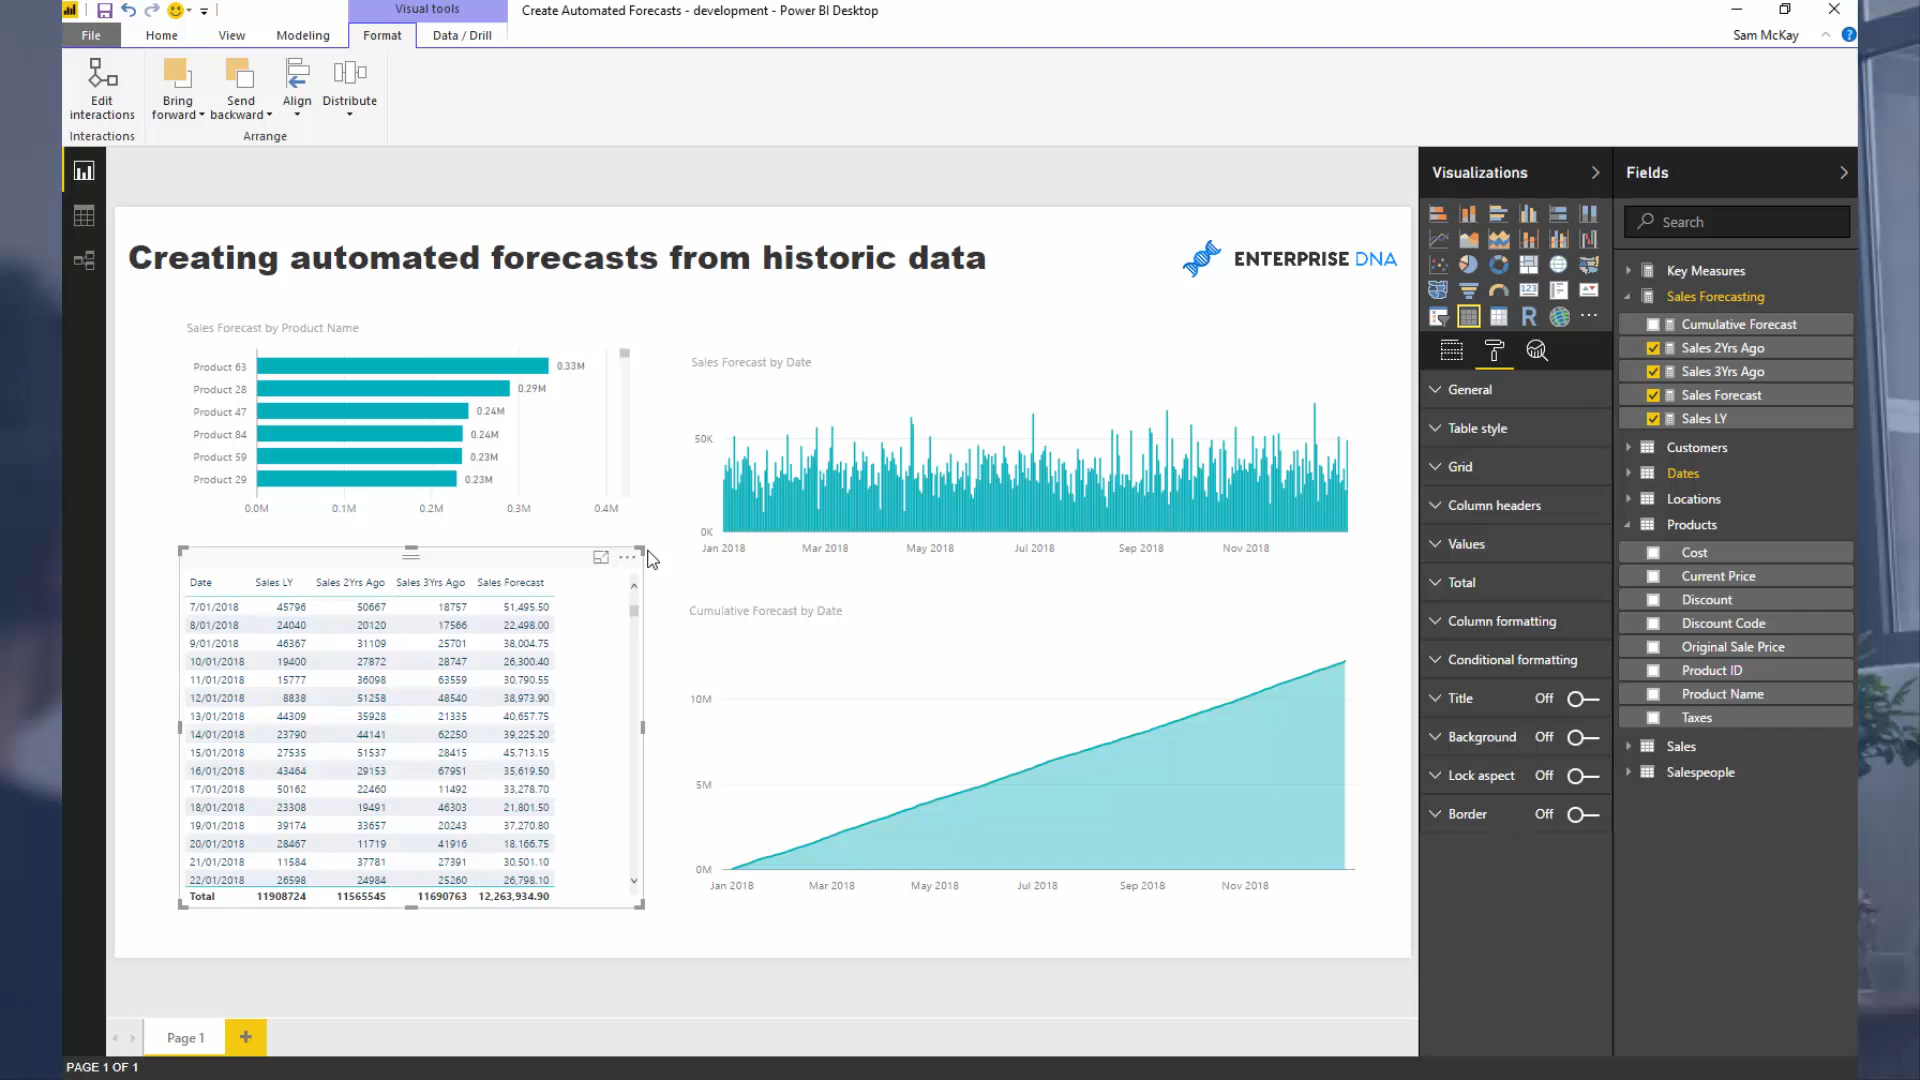 Visual tools
Create Automated Forecasts - development - Power BI Desktop
File Home View Modeling Format Data / Drill
Sam McKay
Edit interactions
Bring forward
Send backward
Align
Distribute
Interactions
Arrange
Creating automated forecasts from historic data
ENTERPRISE DNA
Sales Forecast by Product Name
Product 63 0.33M
Product 28 0.29M
Product 47 0.24M
Product 84 0.24M
Product 59 0.23M
Product 29 0.23M
0.0M 0.1M 0.2M 0.3M 0.4M
Sales Forecast by Date
50K
0K
Jan 2018 Mar 2018 May 2018 Jul 2018 Sep 2018 Nov 2018
Date Sales LY Sales 2Yrs Ago Sales 3Yrs Ago Sales Forecast
7/01/2018 45796 50667 18757 51,495.50
8/01/2018 24040 20120 17566 22,498.00
9/01/2018 46367 31109 25701 38,004.75
10/01/2018 19400 27872 28747 26,300.40
11/01/2018 15777 36098 63559 30,790.55
12/01/2018 8838 51258 48540 38,973.90
13/01/2018 44309 35928 21335 40,657.75
14/01/2018 23790 44141 62250 39,225.20
15/01/2018 27535 51537 28415 45,713.15
16/01/2018 43464 29153 67951 35,619.50
17/01/2018 50162 22460 11492 33,278.70
18/01/2018 23308 19491 46303 21,801.50
19/01/2018 39174 33657 20243 37,270.80
20/01/2018 28467 11719 41916 18,166.75
21/01/2018 11584 37781 27391 30,501.10
22/01/2018 26598 24984 25260 26,798.10
Total 11908724 11565545 11690763 12,263,934.90
Cumulative Forecast by Date
10M
5M
0M
Jan 2018 Mar 2018 May 2018 Jul 2018 Sep 2018 Nov 2018
Visualizations
123
R
General
Table style
Grid
Column headers
Values
Total
Column formatting
Conditional formatting
Title Off
Background Off
Lock aspect Off
Border Off
Fields
Search
Key Measures
Sales Forecasting
Cumulative Forecast
Sales 2Yrs Ago
Sales 3Yrs Ago
Sales Forecast
Sales LY
Customers
Dates
Locations
Products
Cost
Current Price
Discount
Discount Code
Original Sale Price
Product ID
Product Name
Taxes
Sales
Salespeople
Page 1
PAGE 1 OF 1